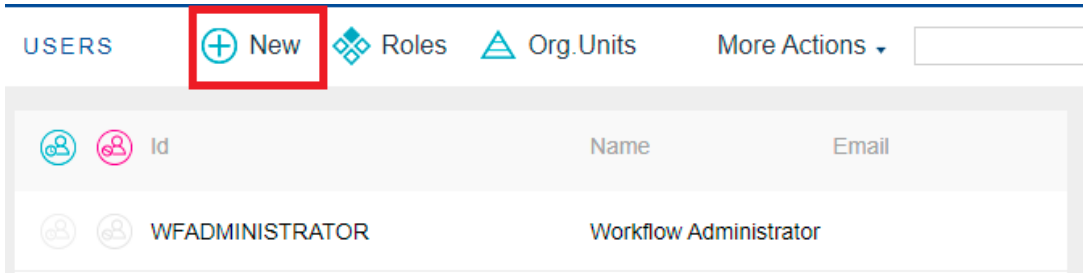 USERS New Roles Org.Units More Actions
Id Name Email
WFADMINISTRATOR Workflow Administrator